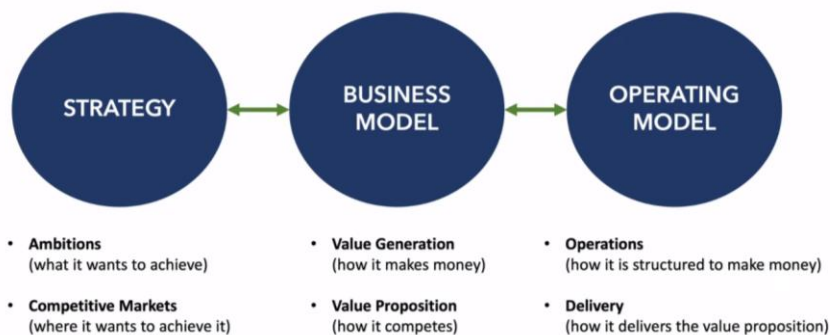 STRATEGY
BUSINESS
MODEL
OPERATING
MODEL
• Ambitions
(what it wants to achieve)
• Competitive Markets
(where it wants to achieve it)
• Value Generation
(how it makes money)
• Value Proposition
(how it competes)
• Operations
(how it is structured to make money)
• Delivery
(how it delivers the value proposition)